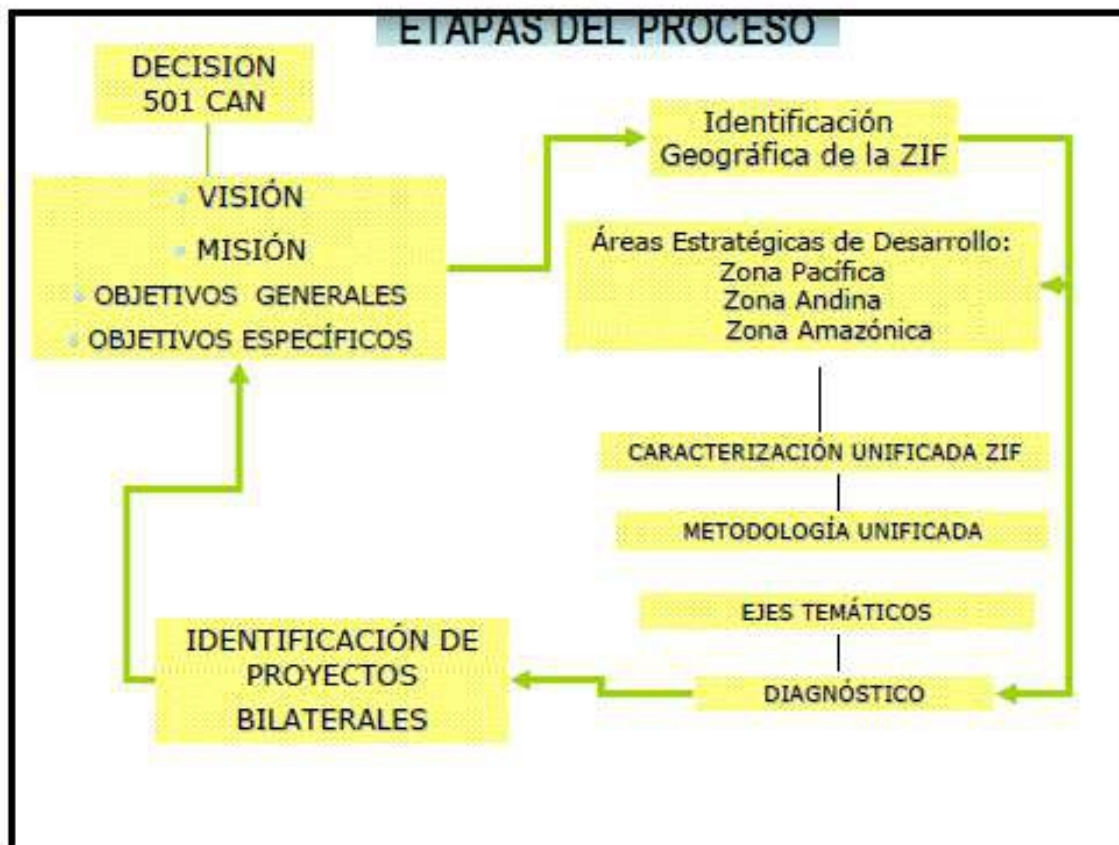 ETAPAS DEL PROCESO
DECISION
501 CAN
VISIÓN
MISIÓN
OBJETIVOS GENERALES
OBJETIVOS ESPECÍFICOS
Identificación
Geográfica de la ZIF
Áreas Estratégicas de Desarrollo:
Zona Pacífica
Zona Andina
Zona Amazónica
CARACTERIZACIÓN UNIFICADA ZIF
METODOLOGÍA UNIFICADA
EJES TEMÁTICOS
DIAGNÓSTICO
IDENTIFICACIÓN DE
PROYECTOS
BILATERALES